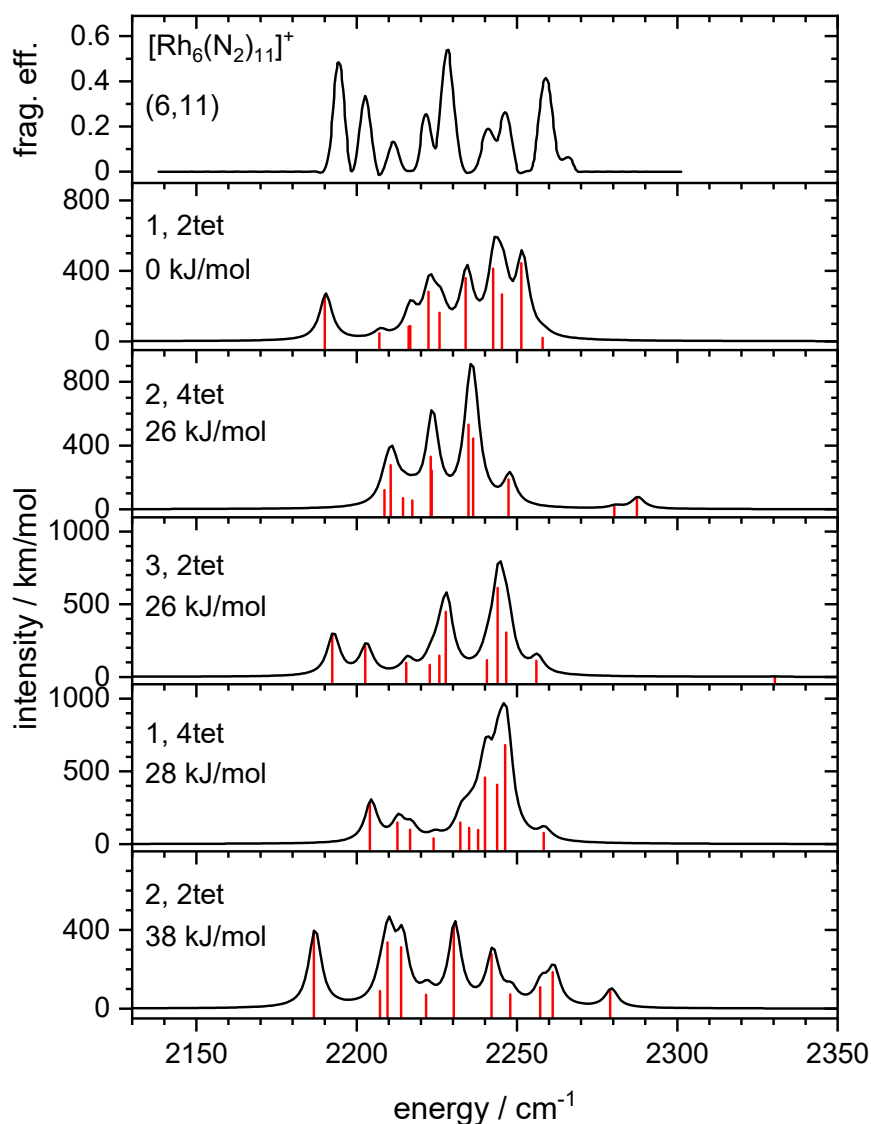 frag. eff.
0.6
0.4
0.2
0
[Rh₆(N₂)₁₁]⁺
(6,11)
intensity / km/mol
800
400
0
1, 2tet
0 kJ/mol
800
400
0
2, 4tet
26 kJ/mol
1000
500
0
3, 2tet
26 kJ/mol
1000
500
0
1, 4tet
28 kJ/mol
400
0
2, 2tet
38 kJ/mol
2150 2200 2250 2300 2350
energy / cm⁻¹